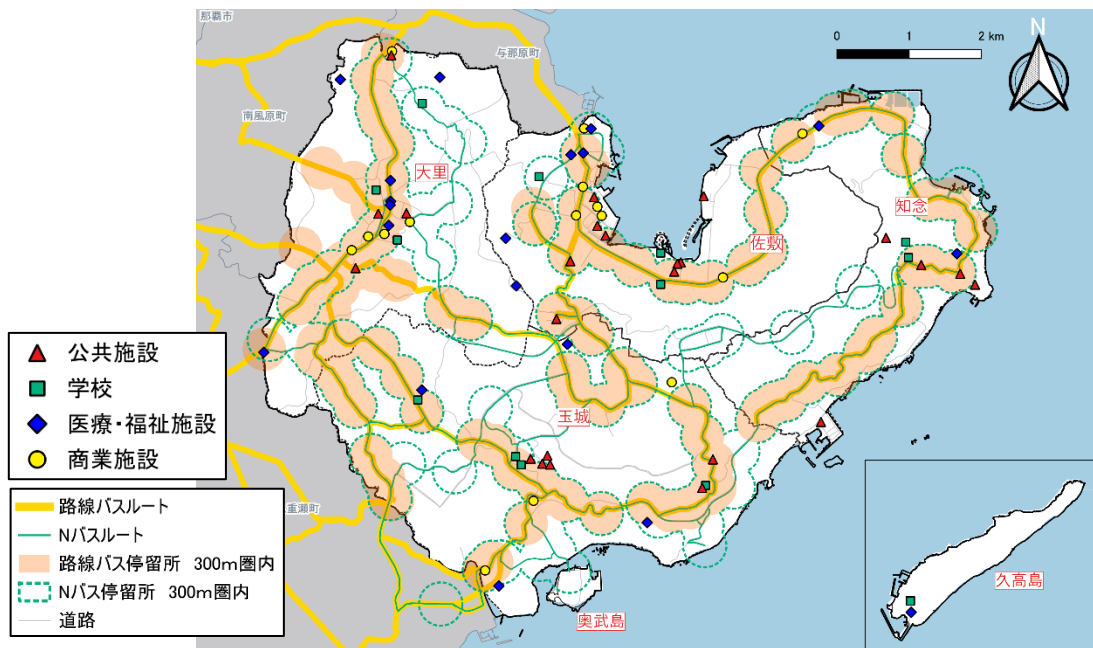 那覇市
与那原町
0 1 2 km
N
南風原町
大里
知念
佐敷
公共施設
学校
医療・福祉施設
商業施設
玉城
路線バスルート
Nバスルート
路線バス停留所 300m圏内
Nバス停留所 300m圏内
道路
重瀬町
久高島
奥武島